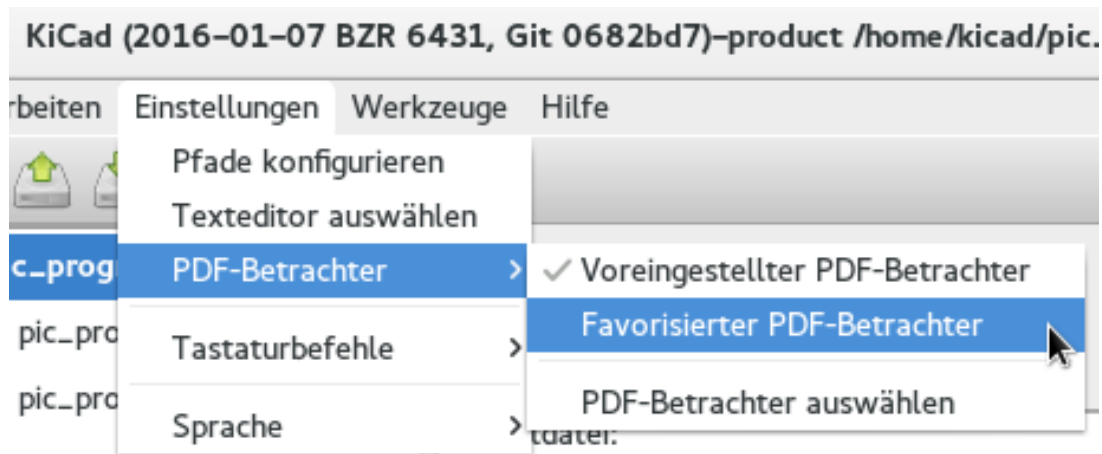 KiCad (2016-01-07 BZR 6431, Git 0682bd7)-product /home/kicad/pic.
rbeiten Einstellungen Werkzeuge Hilfe
Pfade konfigurieren
Texteditor auswählen
c_prog PDF-Betrachter Voreingestellter PDF-Betrachter
pic_pro Favorisierter PDF-Betrachter
Tastaturbefehle
pic_pro PDF-Betrachter auswählen
Sprache tdatei: